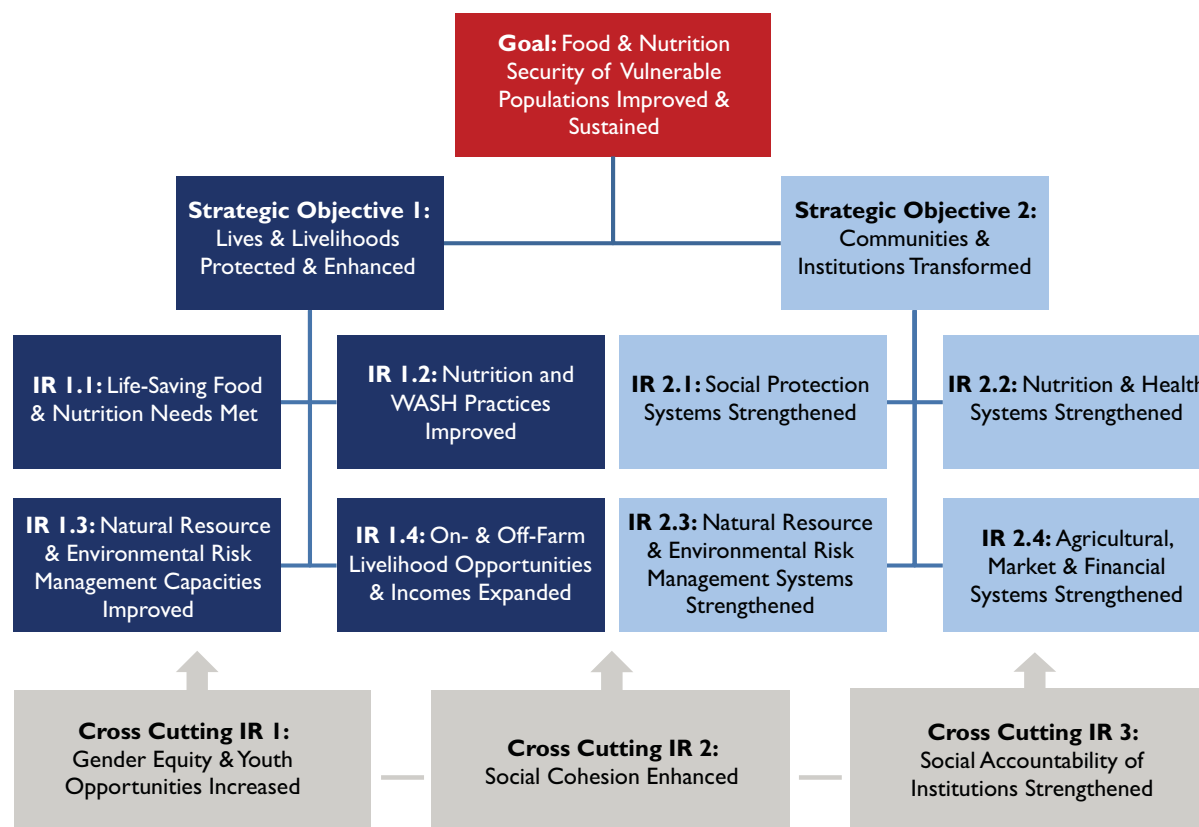 Goal: Food & Nutrition
Security of Vulnerable
Populations Improved &
Sustained
Strategic Objective 1:
Lives & Livelihoods
Protected & Enhanced
Strategic Objective 2:
Communities &
Institutions Transformed
IR 1.1: Life-Saving Food
& Nutrition Needs Met
IR 1.2: Nutrition and
WASH Practices
Improved
IR 2.1: Social Protection
Systems Strengthened
IR 2.2: Nutrition & Health
Systems Strengthened
IR 1.3: Natural Resource
& Environmental Risk
Management Capacities
Improved
IR 1.4: On- & Off-Farm
Livelihood Opportunities
& Incomes Expanded
IR 2.3: Natural Resource
& Environmental Risk
Management Systems
Strengthened
IR 2.4: Agricultural,
Market & Financial
Systems Strengthened
Cross Cutting IR 1:
Gender Equity & Youth
Opportunities Increased
Cross Cutting IR 2:
Social Cohesion Enhanced
Cross Cutting IR 3:
Social Accountability of
Institutions Strengthened